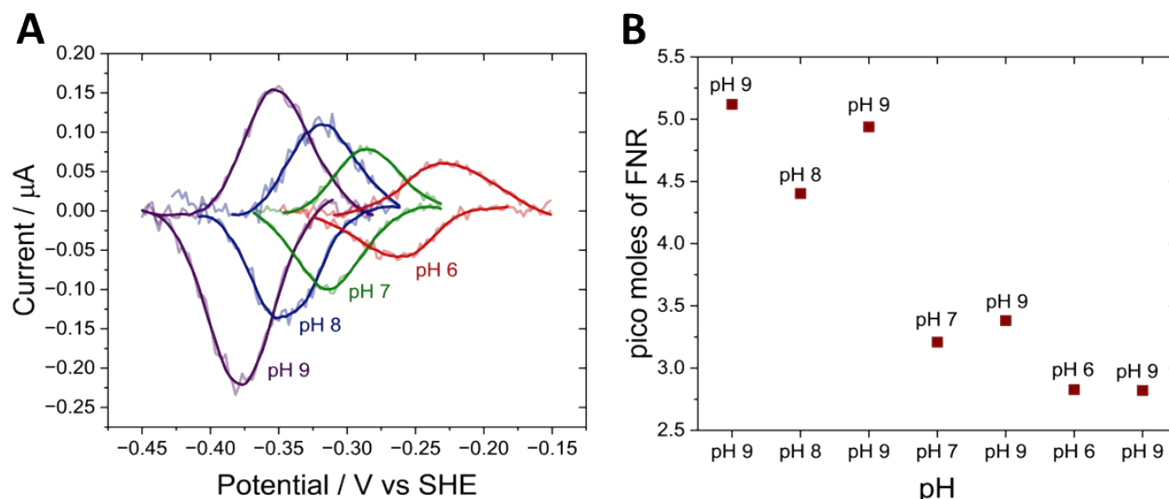 A
Current / μA
0.20
0.15
0.10
0.05
0.00
−0.05
−0.10
−0.15
−0.20
−0.25
pH 6
pH 7
pH 8
pH 9
−0.45 −0.40 −0.35 −0.30 −0.25 −0.20 −0.15
Potential / V vs SHE
B
pico moles of FNR
5.5
5.0
4.5
4.0
3.5
3.0
2.5
pH 9
pH 8
pH 9
pH 7
pH 9
pH 6
pH 9
pH 9 pH 8 pH 9 pH 7 pH 9 pH 6 pH 9
pH